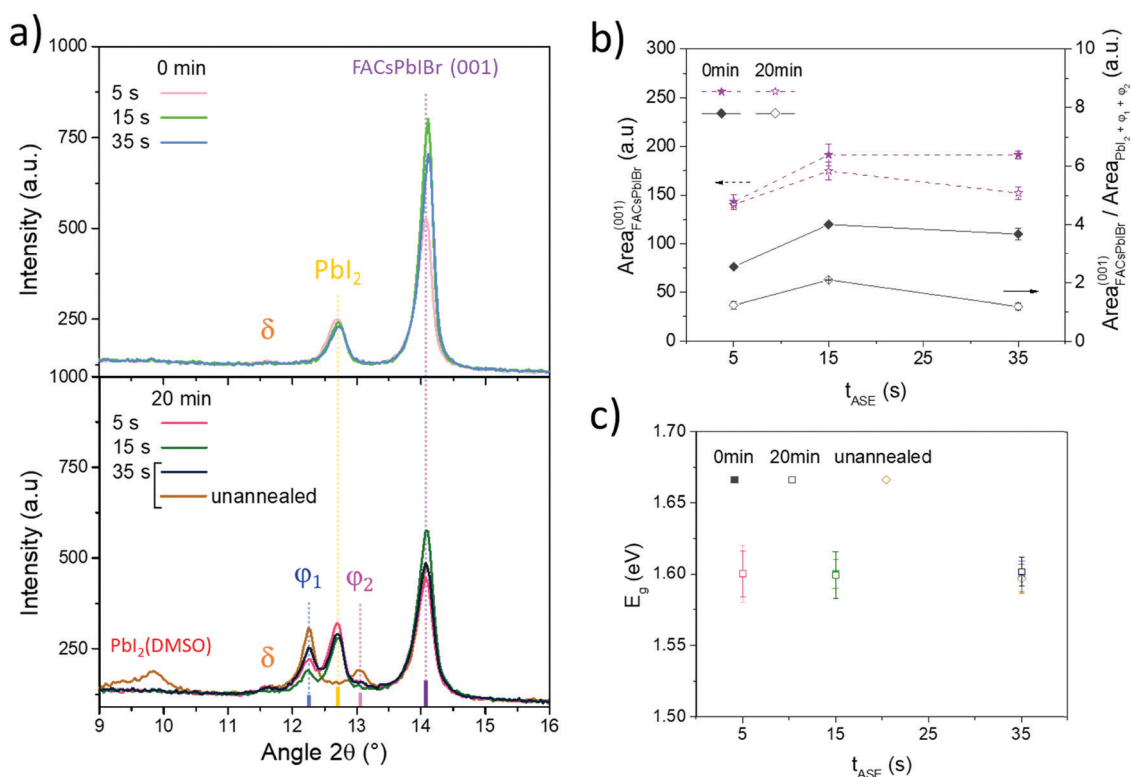 a)
1000
750
500
250
Intensity (a.u.)
0 min
5 s
15 s
35 s
FACsPbIBr (001)
PbI₂
δ
1000
750
500
250
Intensity (a.u)
20 min
5 s
15 s
35 s
unannealed
φ₁
φ₂
PbI₂(DMSO)
δ
9 10 11 12 13 14 15 16
Angle 2θ (°)
b)
300
250
200
150
100
50
0
Area(001)FACsPbIBr (a.u)
0min 20min
10
8
6
4
2
0
Area(001)FACsPbIBr / AreaPbI₂ + φ₁ + φ₂ (a.u.)
5 15 25 35
tASE (s)
c)
1.70
1.65
1.60
1.55
1.50
Eg (eV)
0min 20min unannealed
5 15 25 35
tASE (s)